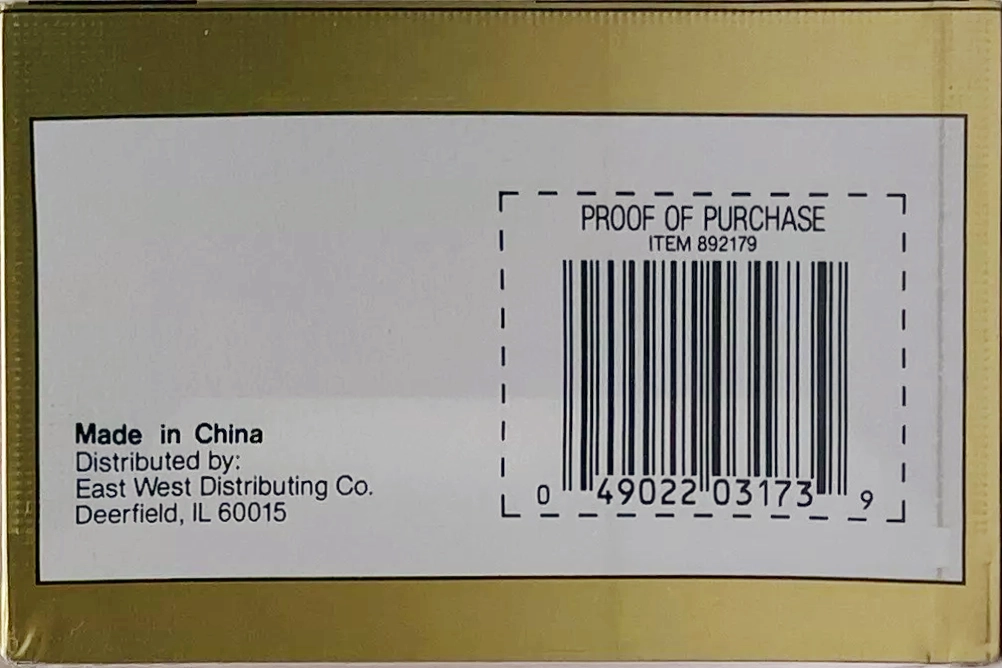 PROOF OF PURCHASE
ITEM 892179
Made in China
Distributed by:
East West Distributing Co.
Deerfield, IL 60015
0 49022 03173 9